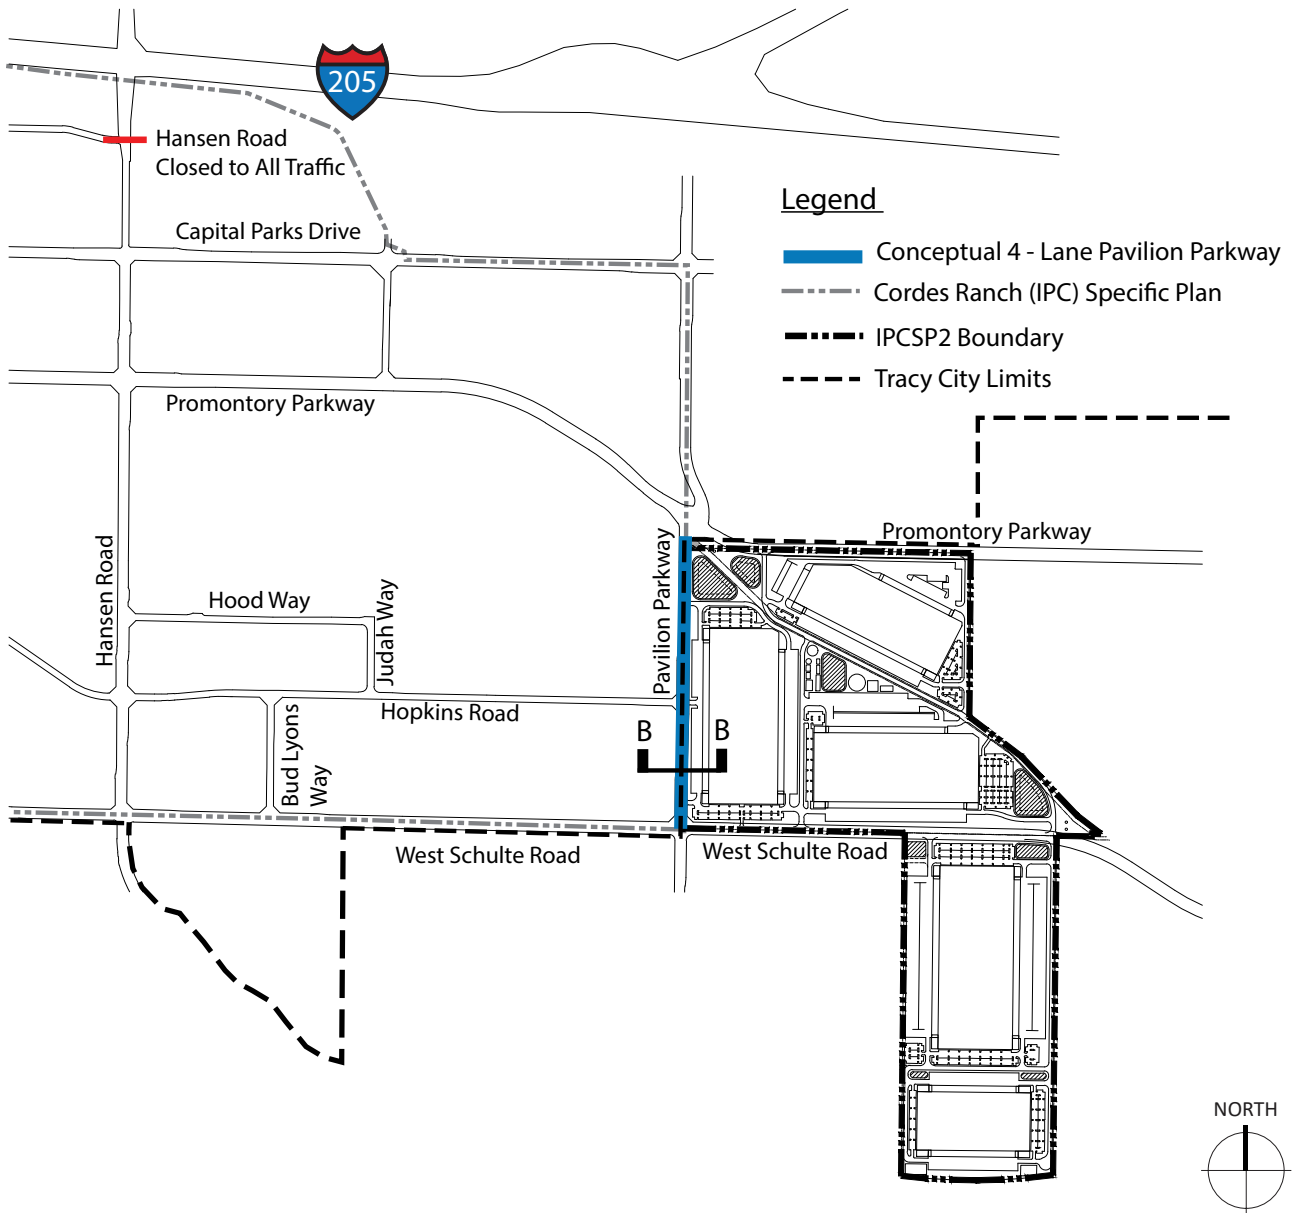 205
Hansen Road
Closed to All Traffic
Legend
Capital Parks Drive
Conceptual 4 - Lane Pavilion Parkway
Cordes Ranch (IPC) Specific Plan
IPCSP2 Boundary
Tracy City Limits
Promontory Parkway
Promontory Parkway
Hansen Road
Hood Way
Judah Way
Pavilion Parkway
Hopkins Road
Bud Lyons
Way
B
B
West Schulte Road
West Schulte Road
NORTH